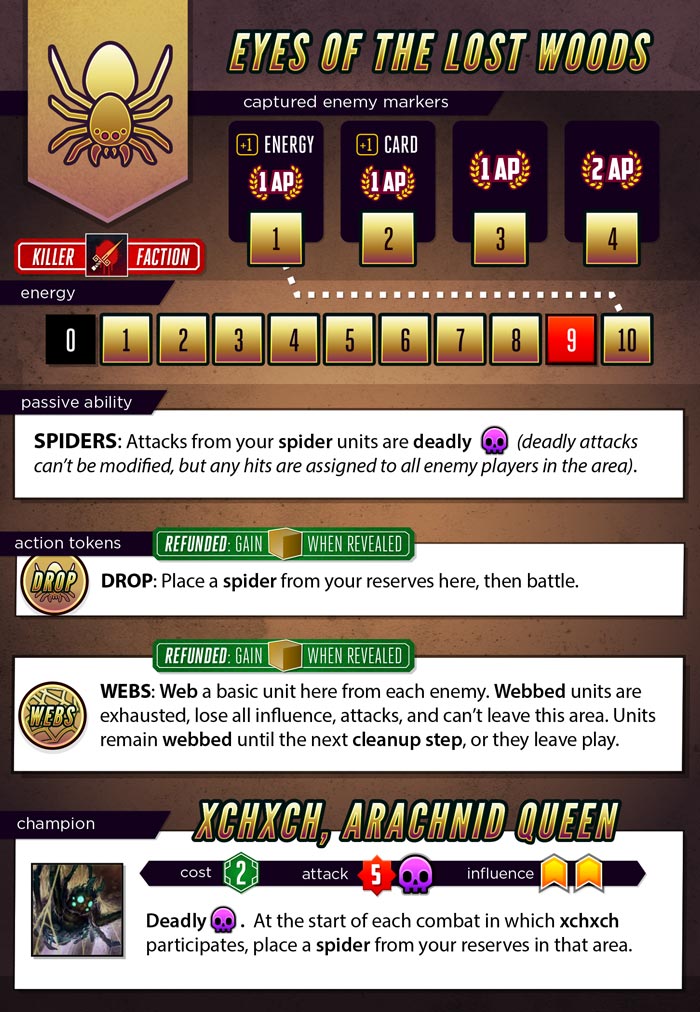 EYES OF THE LOST WOODS
captured enemy markers
+1 ENERGY
1 AP
1
+1 CARD
1 AP
2
1 AP
3
2 AP
4
KILLER FACTION
energy
0 1 2 3 4 5 6 7 8 9 10
passive ability
SPIDERS: Attacks from your spider units are deadly (deadly attacks
can't be modified, but any hits are assigned to all enemy players in the area).
action tokens
REFUNDED: GAIN WHEN REVEALED
DROP
DROP: Place a spider from your reserves here, then battle.
REFUNDED: GAIN WHEN REVEALED
WEBS
WEBS: Web a basic unit here from each enemy. Webbed units are
exhausted, lose all influence, attacks, and can't leave this area. Units
remain webbed until the next cleanup step, or they leave play.
champion
XCHXCH, ARACHNID QUEEN
cost 2 attack 5 influence
Deadly . At the start of each combat in which xchxch
participates, place a spider from your reserves in that area.